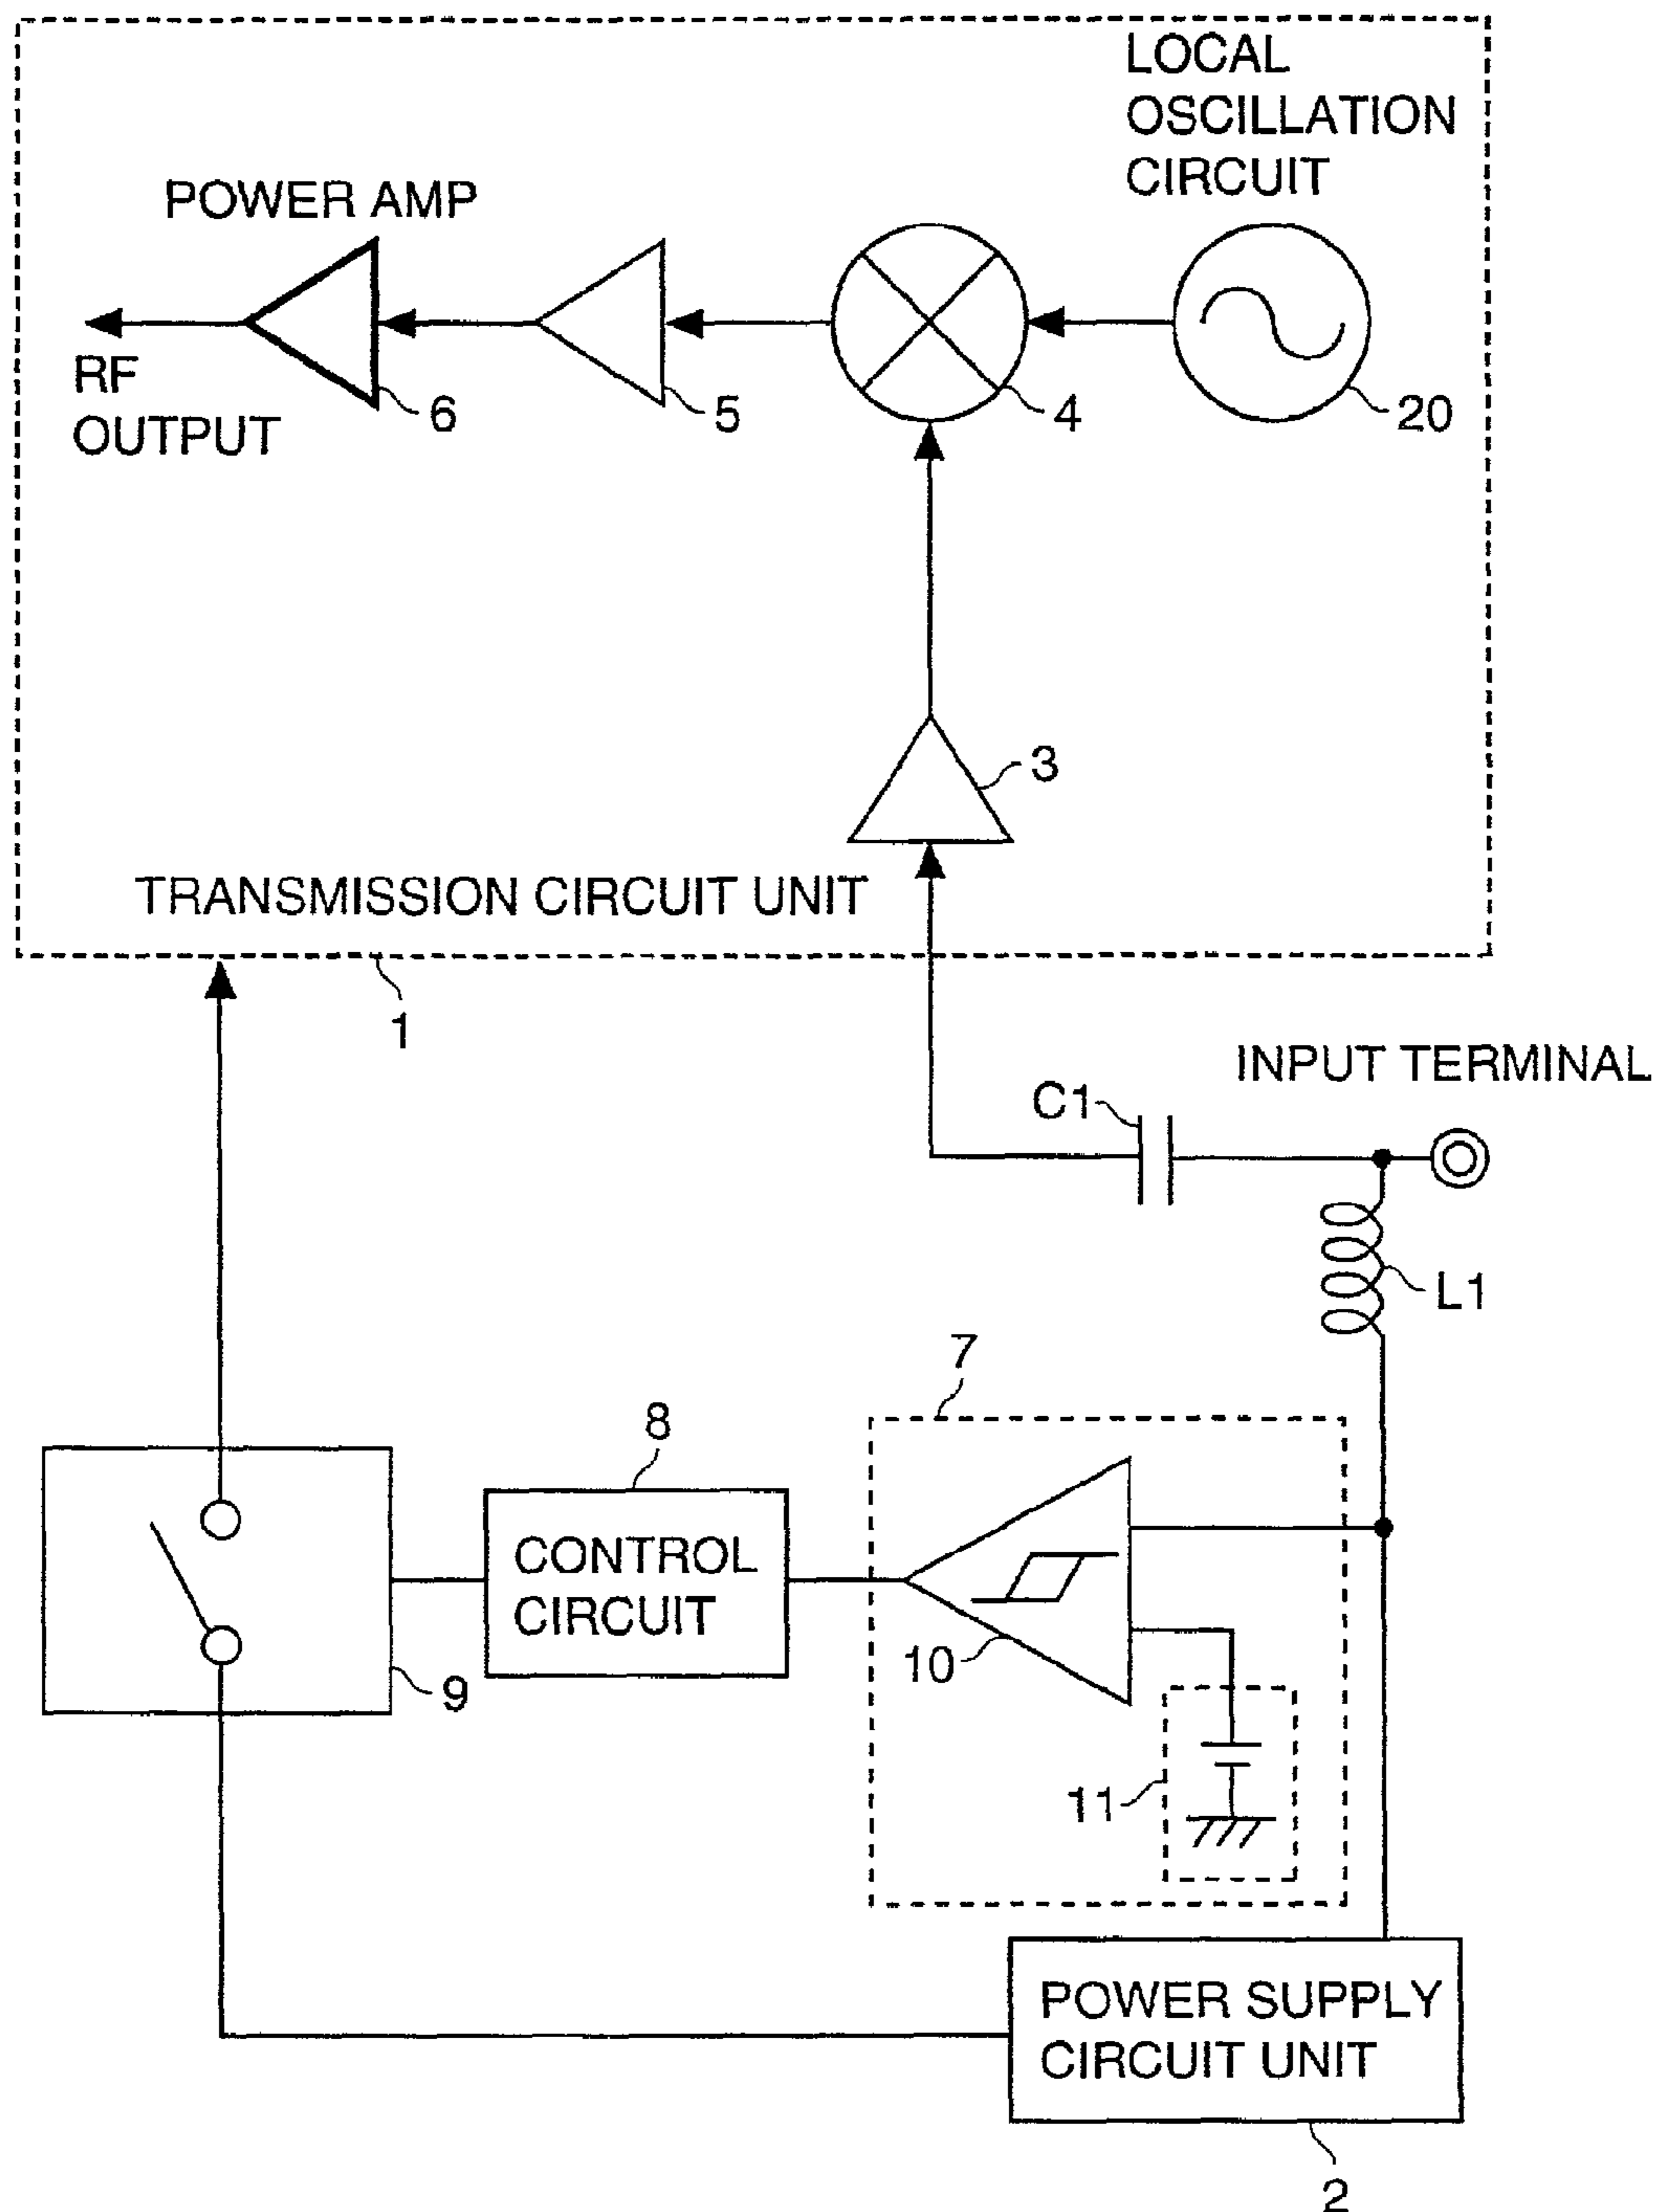 LOCAL
OSCILLATION
CIRCUIT
POWER AMP
RF
OUTPUT
6
5
4
20
3
TRANSMISSION CIRCUIT UNIT
1
INPUT TERMINAL
C1
L1
7
8
CONTROL
CIRCUIT
10
9
11
POWER SUPPLY
CIRCUIT UNIT
2